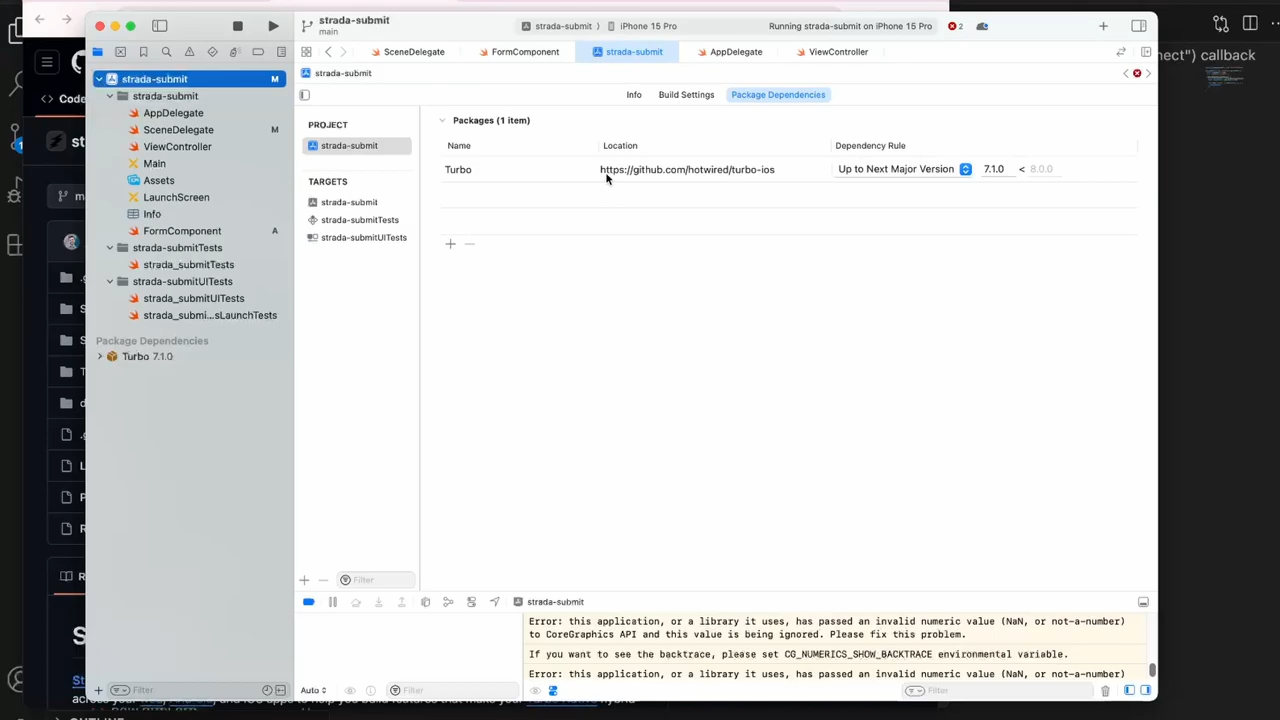 strada-submit
main
strada-submit
iPhone 15 Pro
Running strada-submit on iPhone 15 Pro
2
nect") callback
SceneDelegate
FormComponent
strada-submit
AppDelegate
ViewController
strada-submit
Info
Build Settings
Package Dependencies
strada-submit
M
strada-submit
AppDelegate
SceneDelegate
M
ViewController
Main
Assets
LaunchScreen
Info
FormComponent
A
strada-submitTests
strada_submitTests
strada-submitUITests
strada_submitUITests
strada_submi...sLaunchTests
Package Dependencies
Turbo 7.1.0
Filter
PROJECT
strada-submit
TARGETS
strada-submit
strada-submitTests
strada-submitUITests
Filter
Packages (1 item)
Name
Location
Dependency Rule
Turbo
https://github.com/hotwired/turbo-ios
Up to Next Major Version
7.1.0
<
8.0.0
strada-submit
Error: this application, or a library it uses, has passed an invalid numeric value (NaN, or not-a-number)
to CoreGraphics API and this value is being ignored. Please fix this problem.
If you want to see the backtrace, please set CG_NUMERICS_SHOW_BACKTRACE environmental variable.
Error: this application, or a library it uses, has passed an invalid numeric value (NaN, or not-a-number)
Auto
Filter
Filter
Code
st
m
S
S
T
d
L
P
R
R
S
St